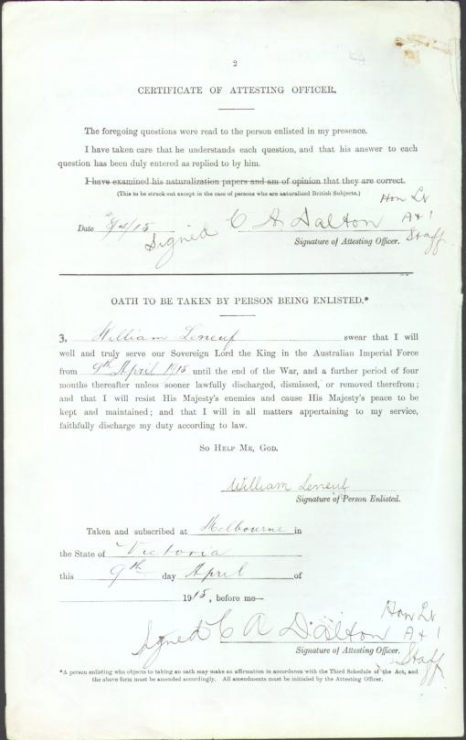 2
CERTIFICATE OF ATTESTING OFFICER.
The foregoing questions were read to the person enlisted in my presence.
I have taken care that he understands each question, and that his answer to each
question has been duly entered as replied to by him.
I have examined his naturalization papers and am of opinion that they are correct.
(This to be struck out except in the case of persons who are naturalized British Subjects.)
Hon Lt
Date 9/4/15 Signed C A Dalton A & I
Signature of Attesting Officer. Staff
OATH TO BE TAKEN BY PERSON BEING ENLISTED.*
I, William Leneuf swear that I will
well and truly serve our Sovereign Lord the King in the Australian Imperial Force
from 9th April 1915 until the end of the War, and a further period of four
months thereafter unless sooner lawfully discharged, dismissed, or removed therefrom;
and that I will resist His Majesty's enemies and cause His Majesty's peace to be
kept and maintained; and that I will in all matters appertaining to my service,
faithfully discharge my duty according to law.
SO HELP ME, GOD.
William Leneuf
Signature of Person Enlisted.
Taken and subscribed at Melbourne in
the State of Victoria
this 9th day April of
1915, before me—
Hon Lt
Signed C A Dalton A & I
Signature of Attesting Officer. Staff
*A person enlisting who objects to taking an oath may make an affirmation in accordance with the Third Schedule of the Act, and
the above form must be amended accordingly. All amendments must be initialed by the Attesting Officer.